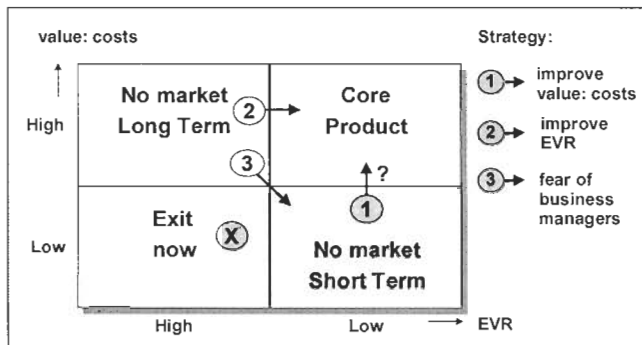 value: costs
Strategy:
No market
Long Term
Core
Product
High
2
3
?
1
improve
value: costs
2
improve
EVR
3
fear of
business
managers
Exit
now
X
1
No market
Short Term
Low
High
Low
EVR